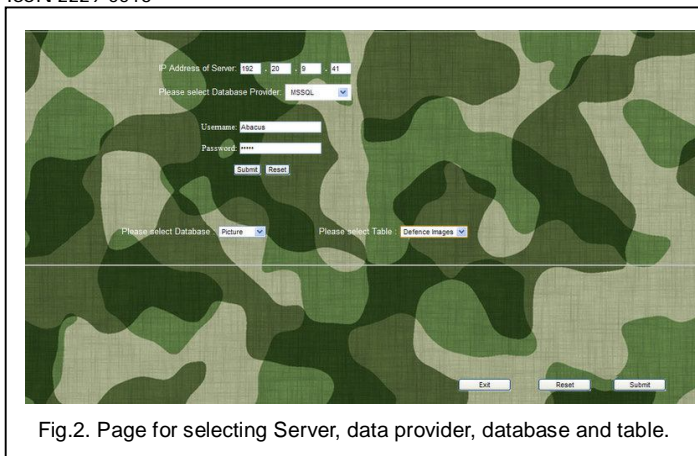 IP Address of Server: 192 . 20 . 9 . 41
Please select Database Provider: MSSQL
Username: Abacus
Password: •••••
Submit Reset
Please select Database : Picture Please select Table : Defence Images
Exit Reset Submit
Fig.2. Page for selecting Server, data provider, database and table.